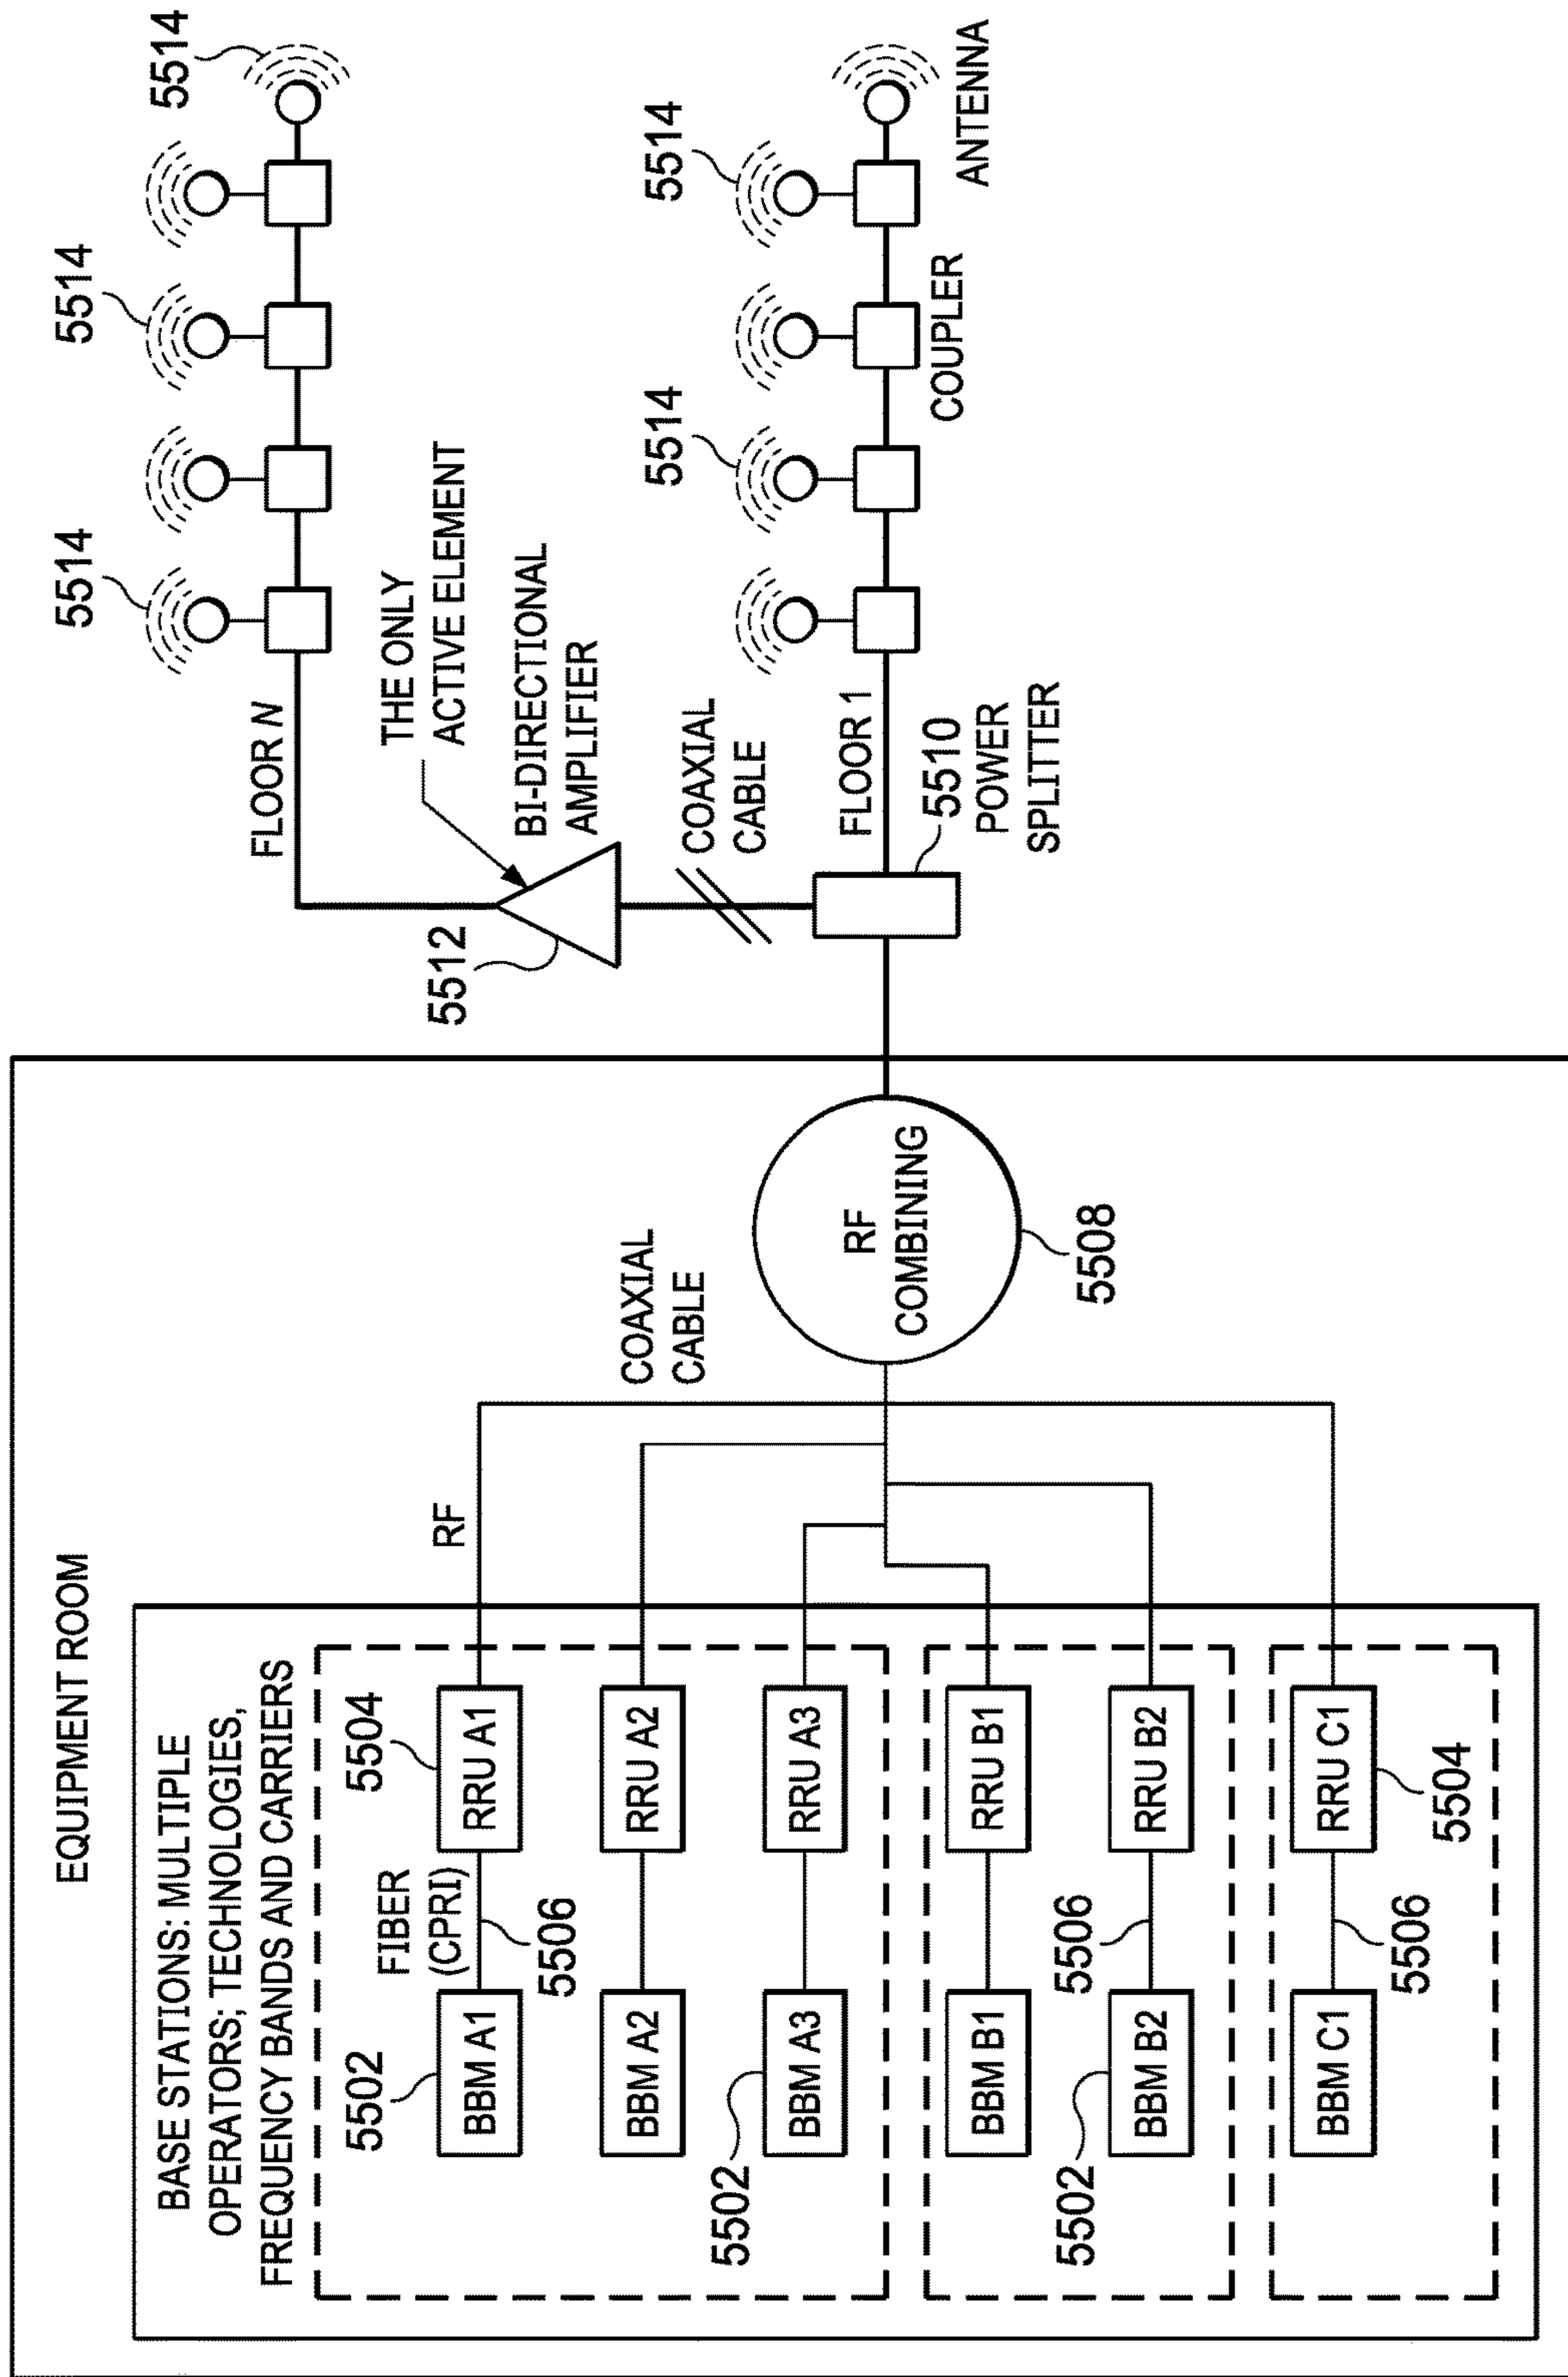 EQUIPMENT ROOM
BASE STATIONS: MULTIPLE
OPERATORS; TECHNOLOGIES,
FREQUENCY BANDS AND CARRIERS
5502
FIBER
(CPRI)
5504
BBM A1
RRU A1
5506
RF
BBM A2
RRU A2
5502
BBM A3
RRU A3
BBM B1
RRU B1
5502
5506
BBM B2
RRU B2
BBM C1
RRU C1
5506
5504
COAXIAL
CABLE
RF
COMBINING
5508
5512
FLOOR N
THE ONLY
ACTIVE ELEMENT
BI-DIRECTIONAL
AMPLIFIER
COAXIAL
CABLE
FLOOR 1
5510
POWER
SPLITTER
5514
5514
5514
5514
5514
COUPLER
ANTENNA